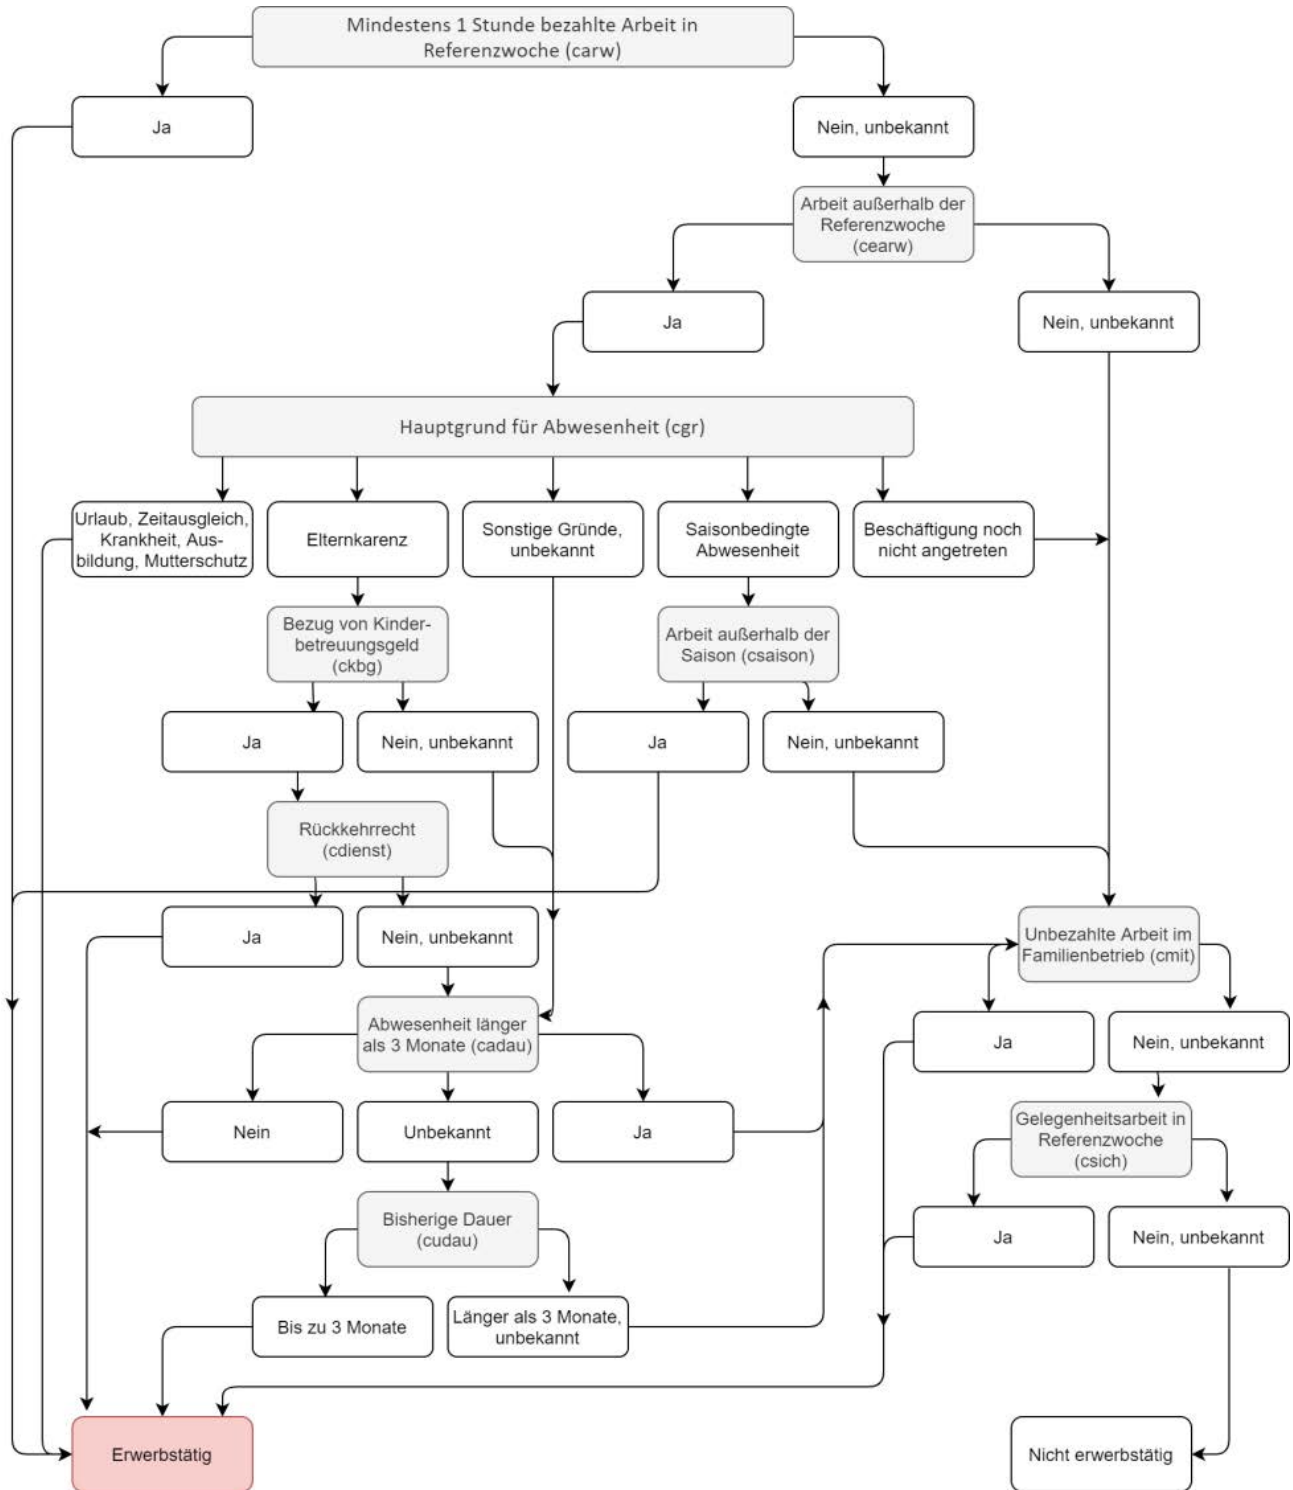 Mindestens 1 Stunde bezahlte Arbeit in
Referenzwoche (carw)
Ja
Nein, unbekannt
Arbeit außerhalb der
Referenzwoche
(cearw)
Ja
Nein, unbekannt
Hauptgrund für Abwesenheit (cgr)
Urlaub, Zeitausgleich,
Krankheit, Aus-
bildung, Mutterschutz
Elternkarenz
Sonstige Gründe,
unbekannt
Saisonbedingte
Abwesenheit
Beschäftigung noch
nicht angetreten
Bezug von Kinder-
betreuungsgeld
(ckbg)
Arbeit außerhalb der
Saison (csaison)
Ja
Nein, unbekannt
Ja
Nein, unbekannt
Rückkehrrecht
(cdienst)
Ja
Nein, unbekannt
Unbezahlte Arbeit im
Familienbetrieb (cmit)
Abwesenheit länger
als 3 Monate (cadau)
Ja
Nein, unbekannt
Nein
Unbekannt
Ja
Gelegenheitsarbeit in
Referenzwoche
(csich)
Bisherige Dauer
(cudau)
Ja
Nein, unbekannt
Bis zu 3 Monate
Länger als 3 Monate,
unbekannt
Erwerbstätig
Nicht erwerbstätig